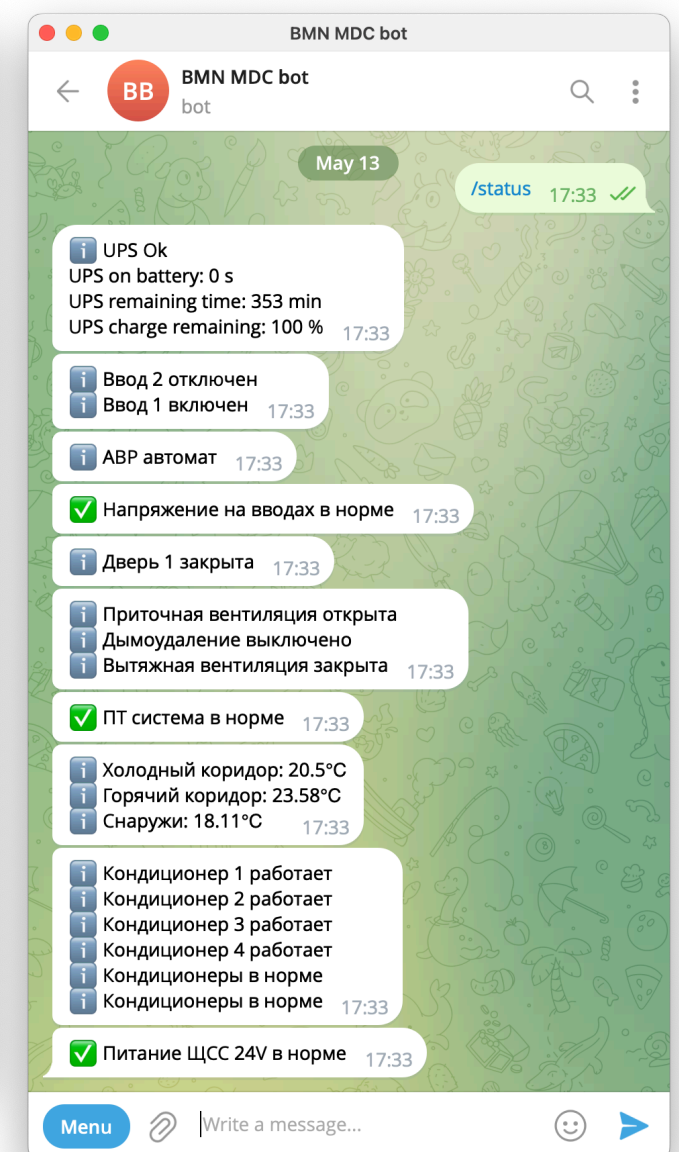 BMN MDC bot
BB
BMN MDC bot
bot
May 13
/status 17:33
UPS Ok
UPS on battery: 0 s
UPS remaining time: 353 min
UPS charge remaining: 100 % 17:33
Ввод 2 отключен
Ввод 1 включен 17:33
АВР автомат 17:33
Напряжение на вводах в норме 17:33
Дверь 1 закрыта 17:33
Приточная вентиляция открыта
Дымоудаление выключено
Вытяжная вентиляция закрыта 17:33
ПТ система в норме 17:33
Холодный коридор: 20.5°C
Горячий коридор: 23.58°C
Снаружи: 18.11°C 17:33
Кондиционер 1 работает
Кондиционер 2 работает
Кондиционер 3 работает
Кондиционер 4 работает
Кондиционеры в норме
Кондиционеры в норме 17:33
Питание ЩСС 24V в норме 17:33
Menu
Write a message...